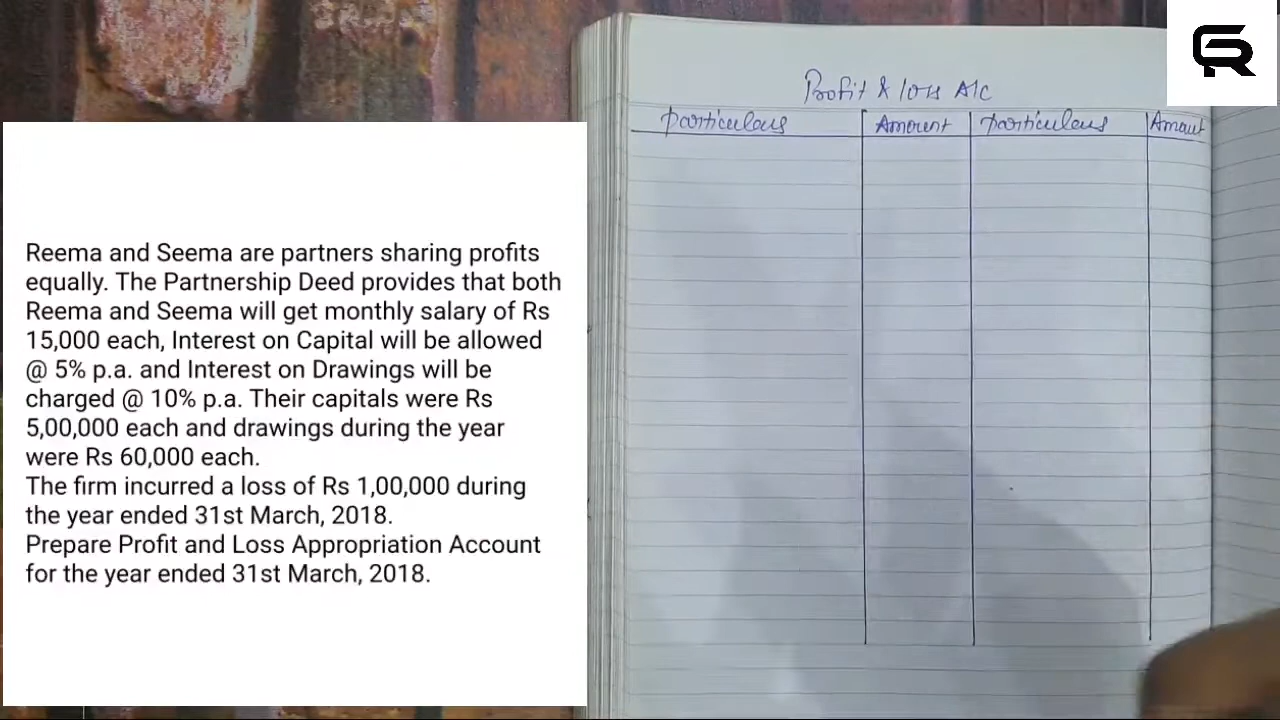 Reema and Seema are partners sharing profits
equally. The Partnership Deed provides that both
Reema and Seema will get monthly salary of Rs
15,000 each, Interest on Capital will be allowed
@ 5% p.a. and Interest on Drawings will be
charged @ 10% p.a. Their capitals were Rs
5,00,000 each and drawings during the year
were Rs 60,000 each.
The firm incurred a loss of Rs 1,00,000 during
the year ended 31st March, 2018.
Prepare Profit and Loss Appropriation Account
for the year ended 31st March, 2018.
Profit & loss A/c
particulars Amount particulars Amount